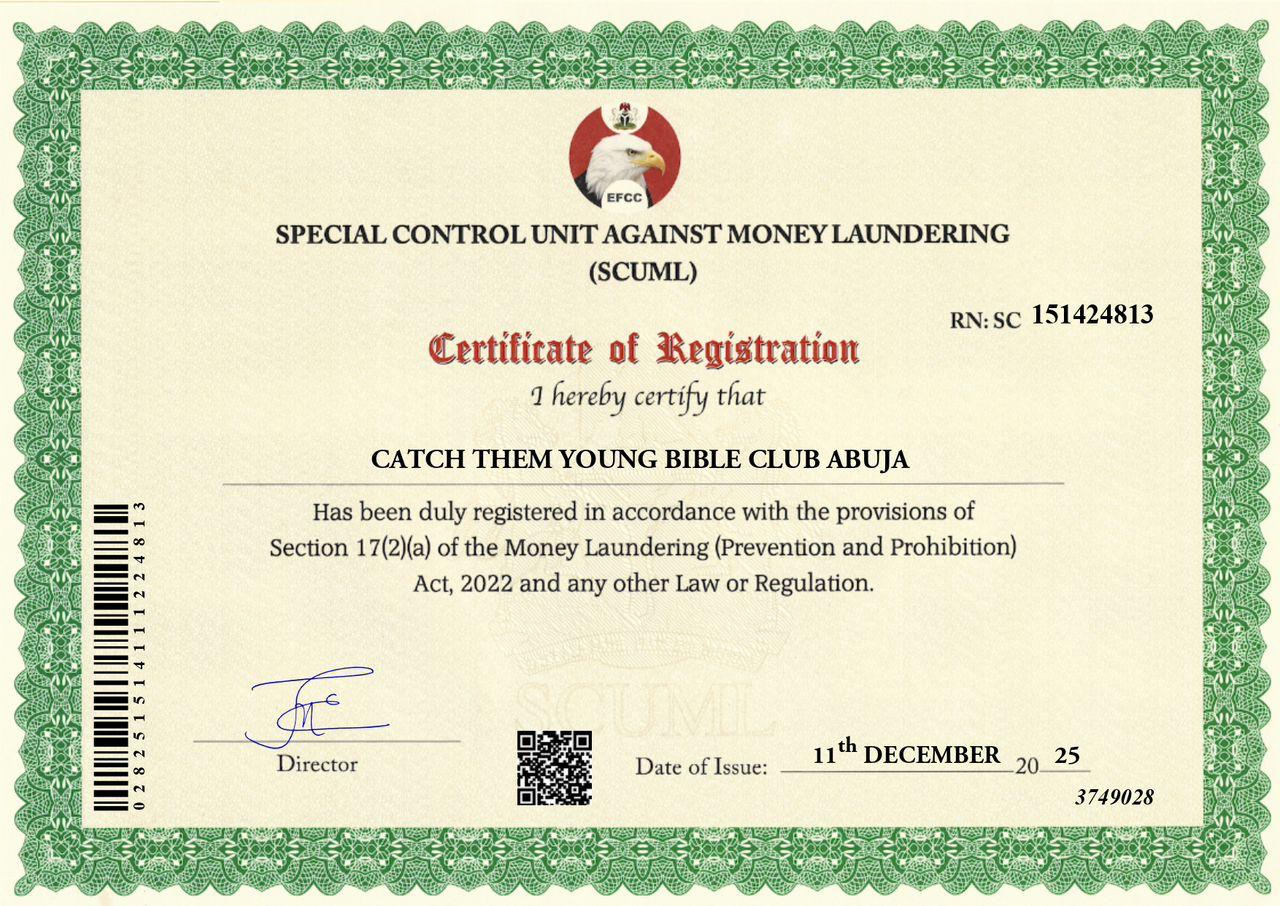 EFCC
SPECIAL CONTROL UNIT AGAINST MONEY LAUNDERING
(SCUML)
RN: SC 151424813
Certificate of Registration
I hereby certify that
CATCH THEM YOUNG BIBLE CLUB ABUJA
Has been duly registered in accordance with the provisions of
Section 17(2)(a) of the Money Laundering (Prevention and Prohibition)
Act, 2022 and any other Law or Regulation.
028251514111224813
SCUML
Director
Date of Issue: 11th DECEMBER 20 25
3749028